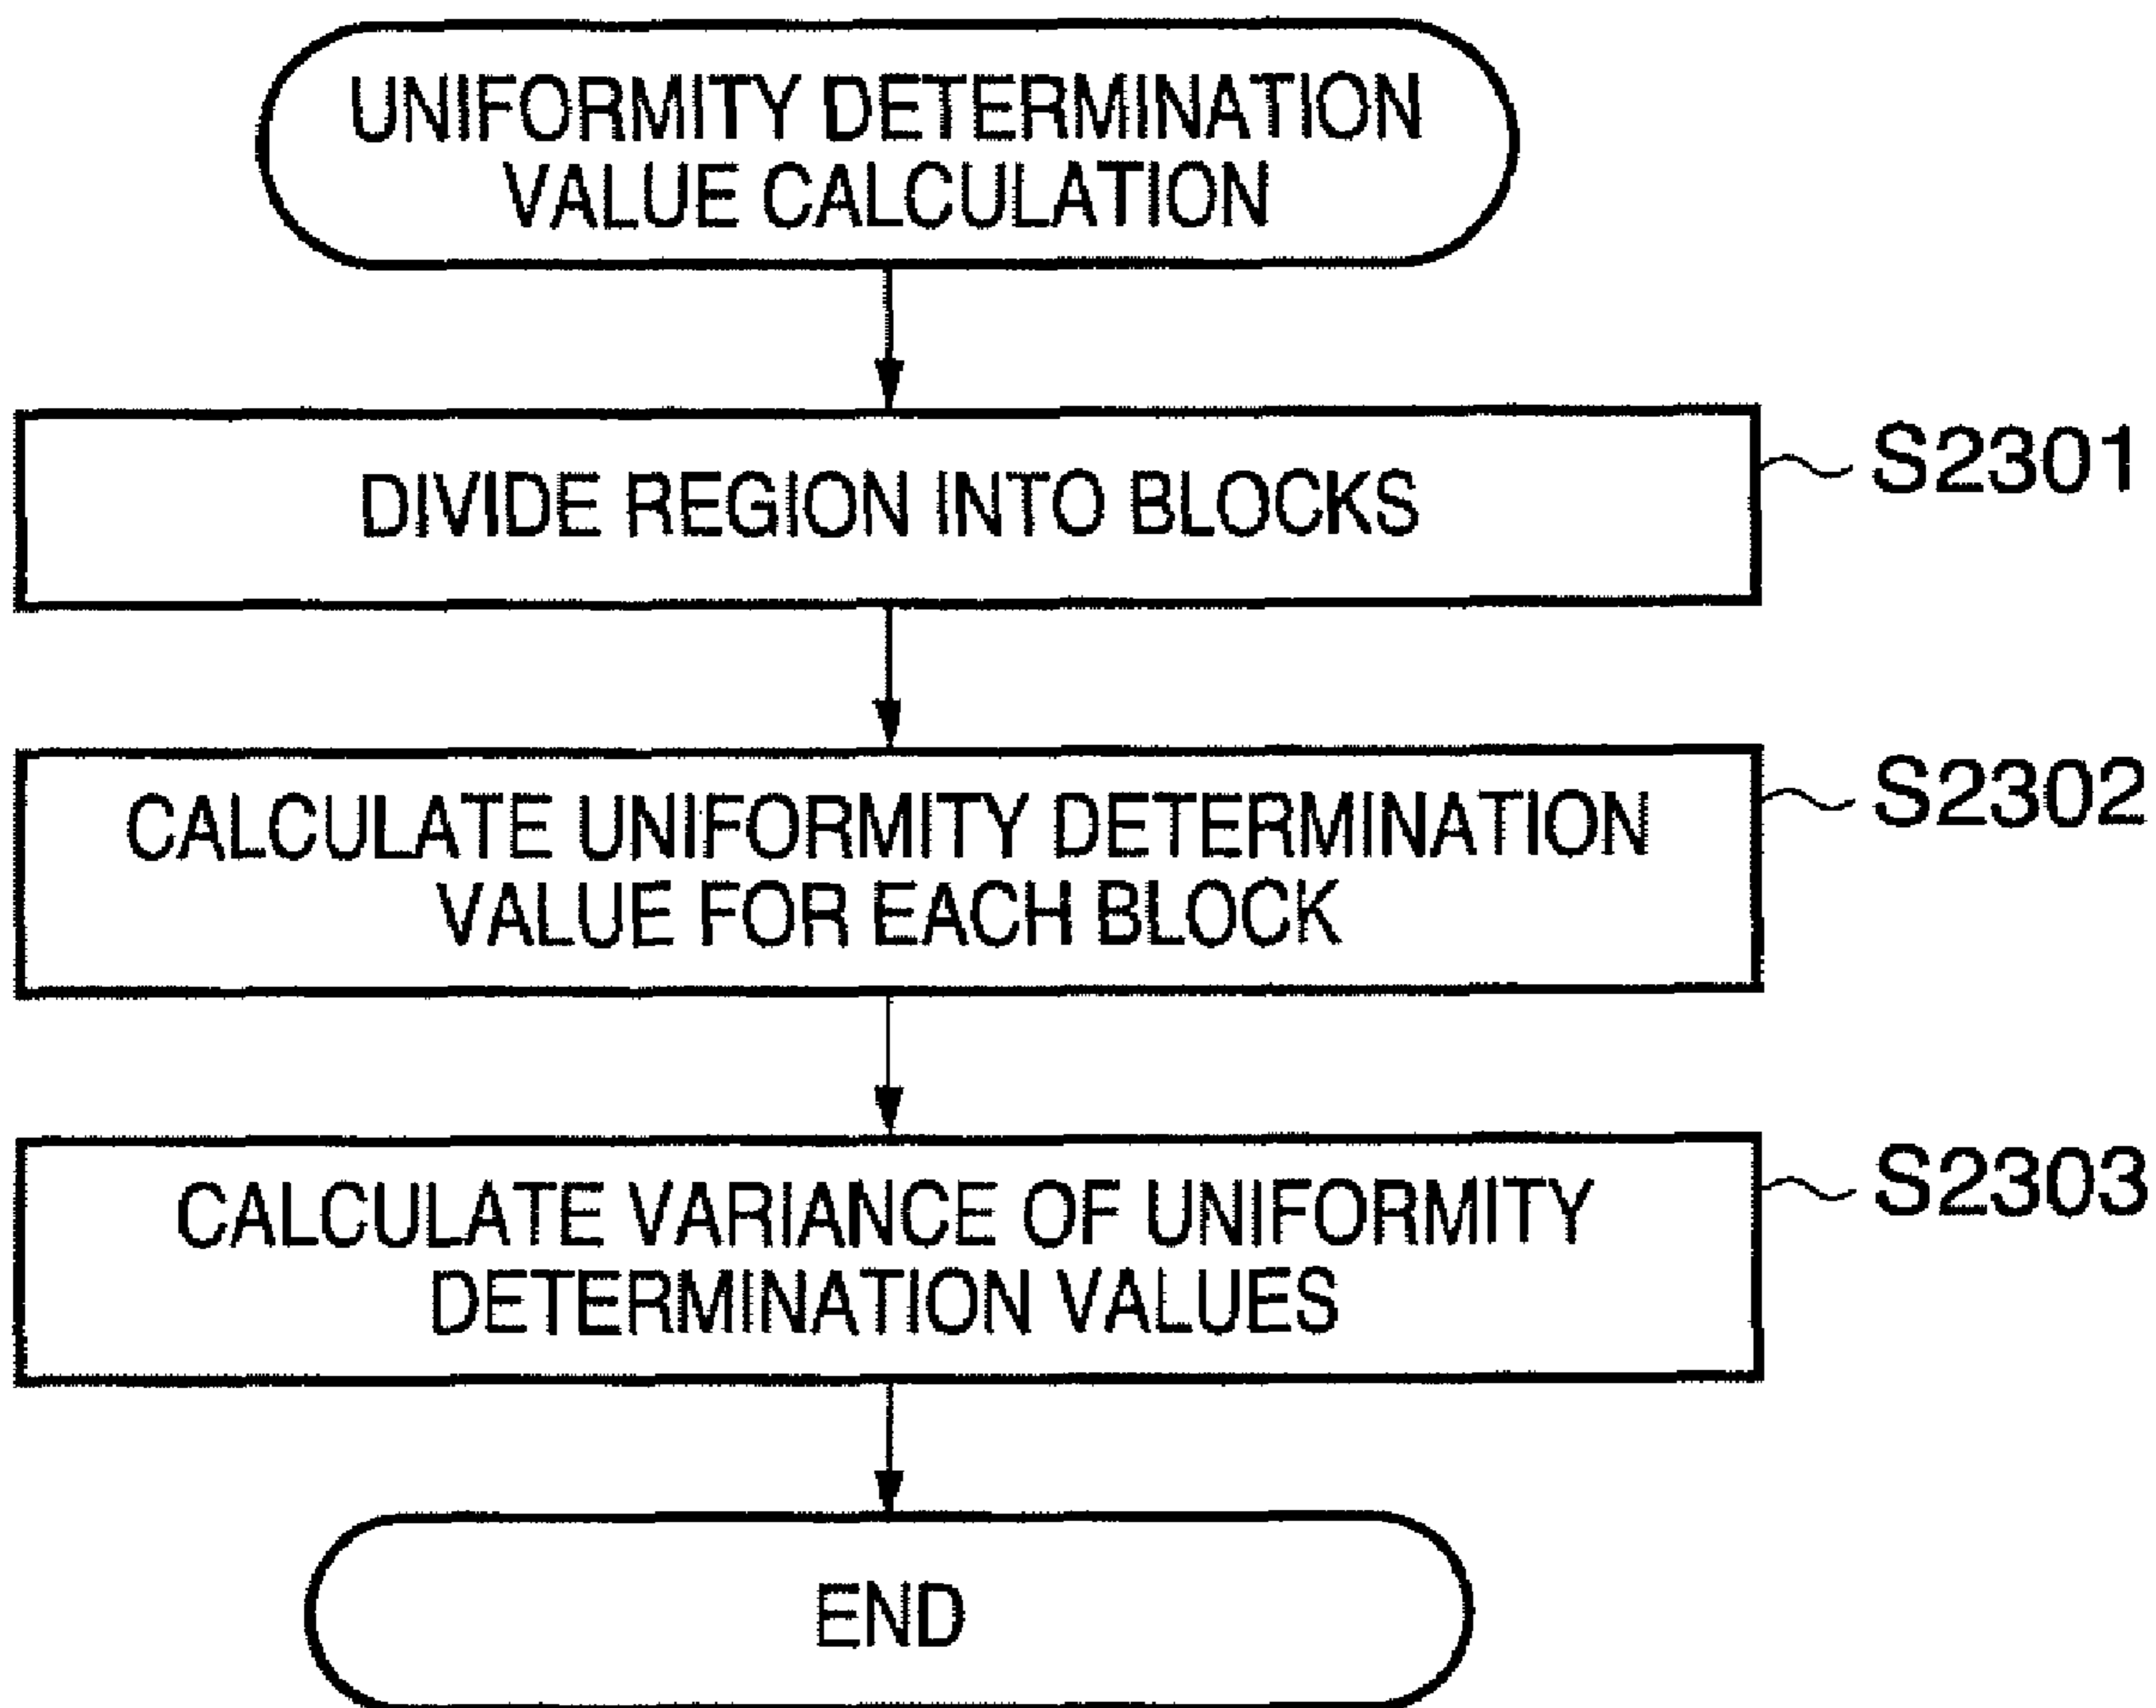 UNIFORMITY DETERMINATION
VALUE CALCULATION
DIVIDE REGION INTO BLOCKS
S2301
CALCULATE UNIFORMITY DETERMINATION
VALUE FOR EACH BLOCK
S2302
CALCULATE VARIANCE OF UNIFORMITY
DETERMINATION VALUES
S2303
END